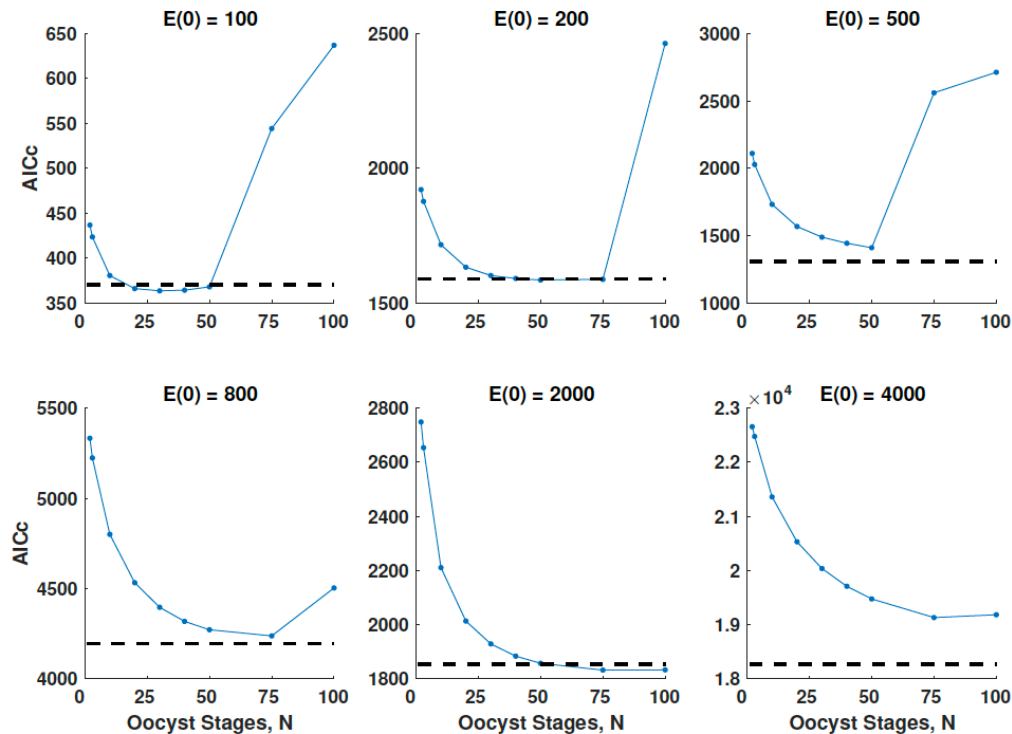 E(0) = 100
E(0) = 200
E(0) = 500
650
600
550
500
450
400
350
AICc
0 25 50 75 100
2500
2000
1500
0 25 50 75 100
3000
2500
2000
1500
1000
0 25 50 75 100
E(0) = 800
E(0) = 2000
E(0) = 4000
5500
5000
4500
4000
AICc
0 25 50 75 100
Oocyst Stages, N
2800
2600
2400
2200
2000
1800
0 25 50 75 100
Oocyst Stages, N
×10⁴
2.3
2.2
2.1
2
1.9
1.8
0 25 50 75 100
Oocyst Stages, N